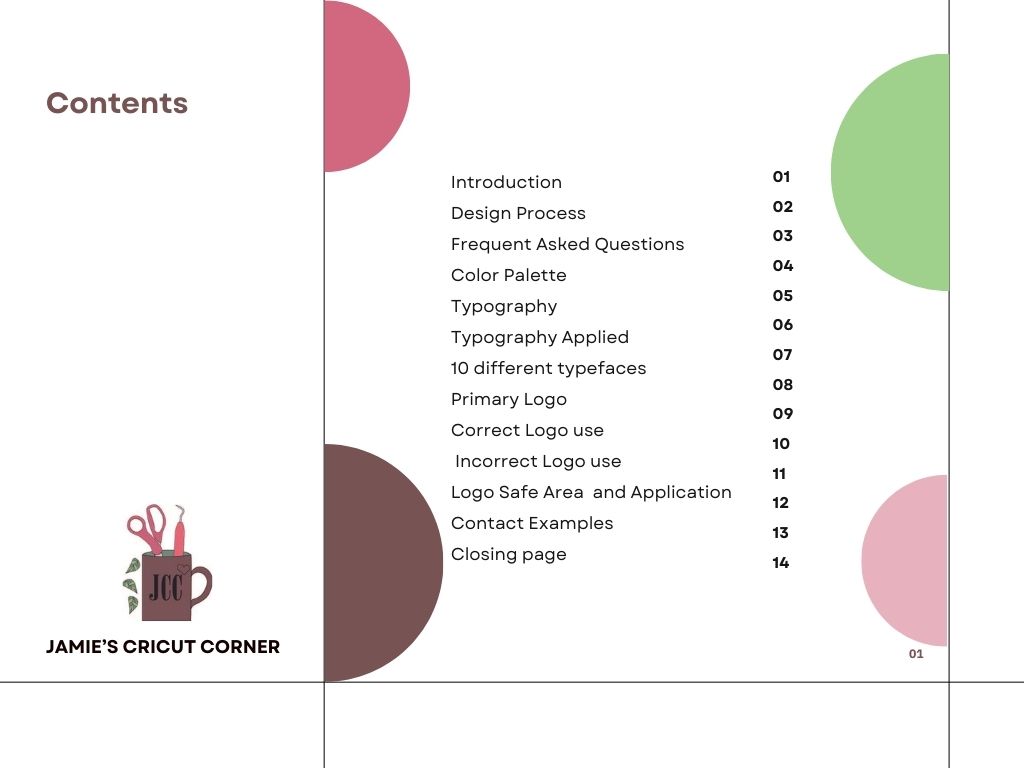 Contents
Introduction 01
Design Process 02
Frequent Asked Questions 03
Color Palette 04
Typography 05
Typography Applied 06
10 different typefaces 07
Primary Logo 08
Correct Logo use 09
Incorrect Logo use 10
Logo Safe Area and Application 11
Contact Examples 12
Closing page 13
14
JCC
JAMIE'S CRICUT CORNER
01